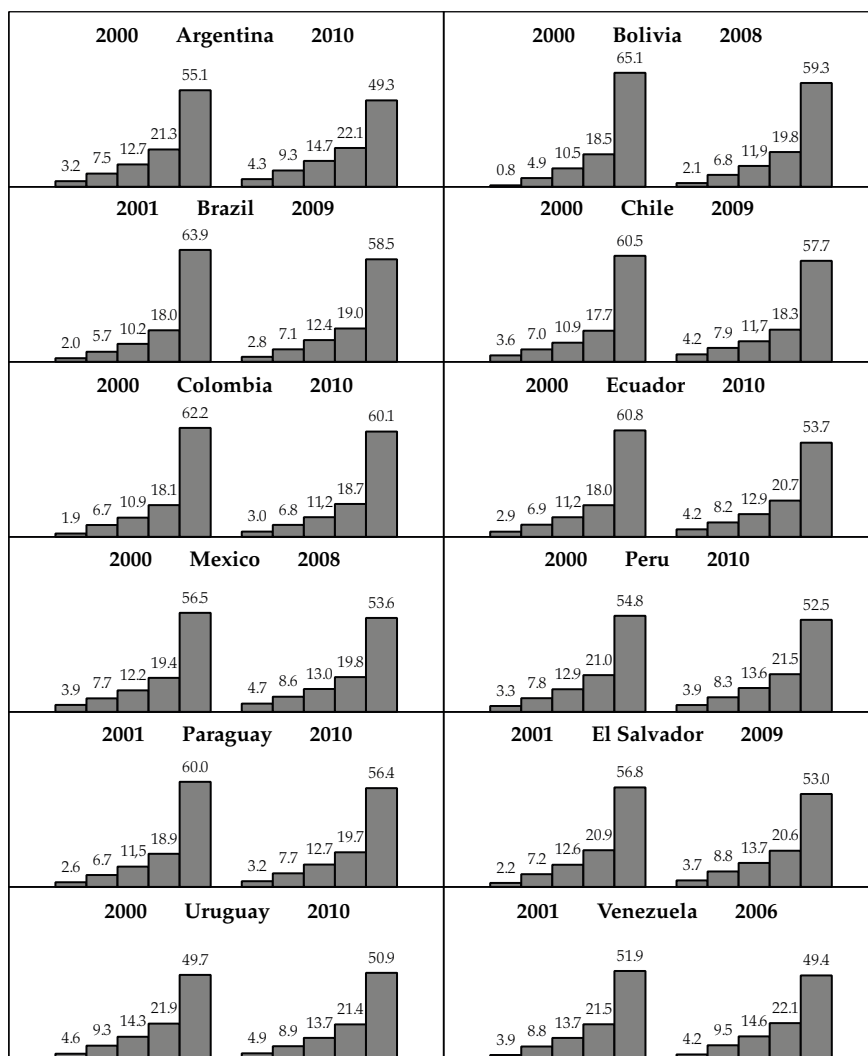 2000 Argentina 2010
3.2 7.5 12.7 21.3 55.1
4.3 9.3 14.7 22.1 49.3
2000 Bolivia 2008
0.8 4.9 10.5 18.5 65.1
2.1 6.8 11,9 19.8 59.3
2001 Brazil 2009
2.0 5.7 10.2 18.0 63.9
2.8 7.1 12.4 19.0 58.5
2000 Chile 2009
3.6 7.0 10.9 17.7 60.5
4.2 7.9 11,7 18.3 57.7
2000 Colombia 2010
1.9 6.7 10.9 18.1 62.2
3.0 6.8 11,2 18.7 60.1
2000 Ecuador 2010
2.9 6.9 11,2 18.0 60.8
4.2 8.2 12.9 20.7 53.7
2000 Mexico 2008
3.9 7.7 12.2 19.4 56.5
4.7 8.6 13.0 19.8 53.6
2000 Peru 2010
3.3 7.8 12.9 21.0 54.8
3.9 8.3 13.6 21.5 52.5
2001 Paraguay 2010
2.6 6.7 11,5 18.9 60.0
3.2 7.7 12.7 19.7 56.4
2001 El Salvador 2009
2.2 7.2 12.6 20.9 56.8
3.7 8.8 13.7 20.6 53.0
2000 Uruguay 2010
4.6 9.3 14.3 21.9 49.7
4.9 8.9 13.7 21.4 50.9
2001 Venezuela 2006
3.9 8.8 13.7 21.5 51.9
4.2 9.5 14.6 22.1 49.4